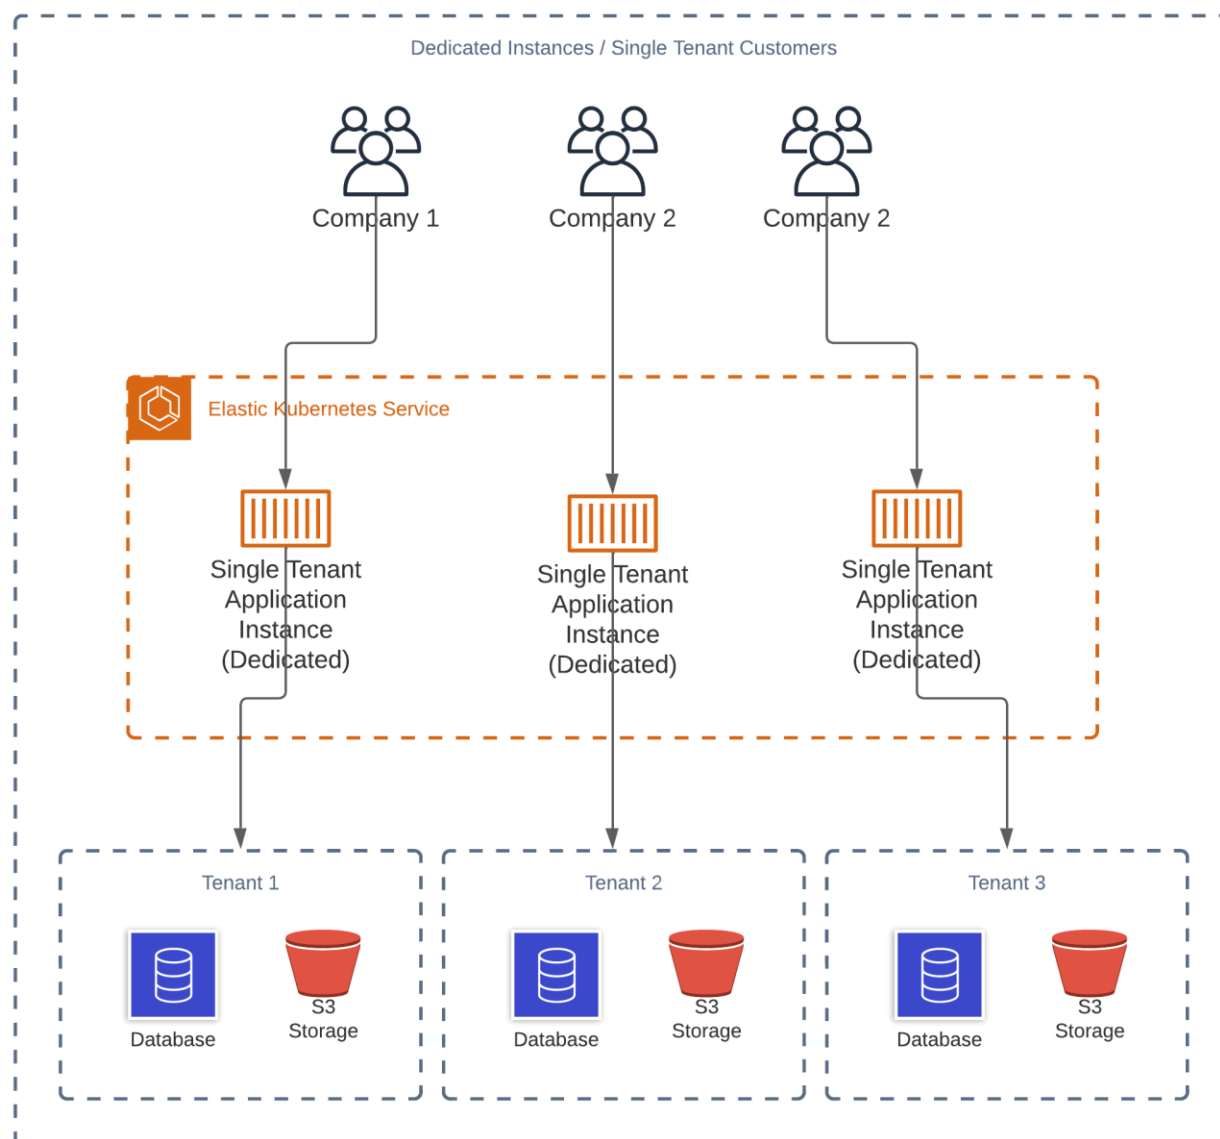 Dedicated Instances / Single Tenant Customers
Company 1
Company 2
Company 2
Elastic Kubernetes Service
Single Tenant
Application
Instance
(Dedicated)
Single Tenant
Application
Instance
(Dedicated)
Single Tenant
Application
Instance
(Dedicated)
Tenant 1
Database
S3
Storage
Tenant 2
Database
S3
Storage
Tenant 3
Database
S3
Storage